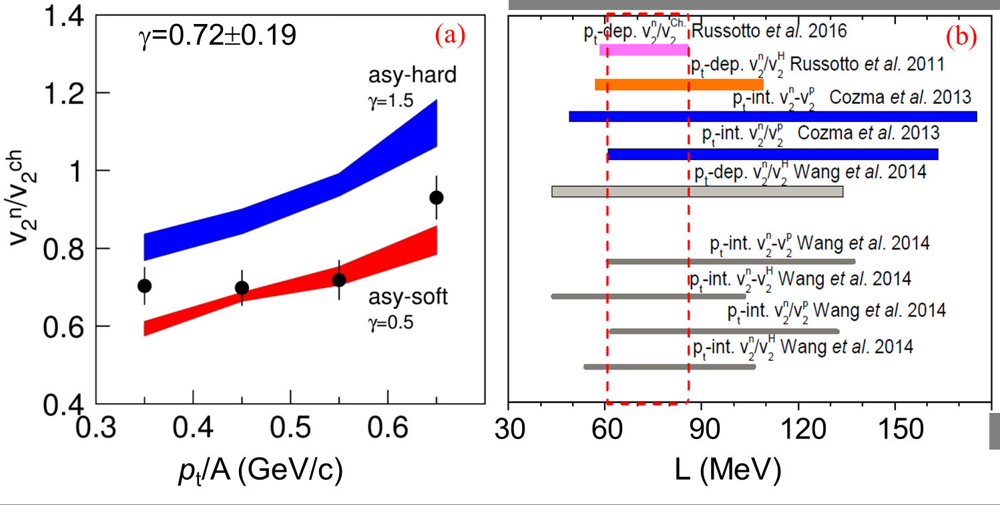 γ=0.72±0.19
(a)
asy-hard
γ=1.5
asy-soft
γ=0.5
1.4
1.2
1
0.8
0.6
0.4
v₂ⁿ/v₂ᶜʰ
0.3 0.4 0.5 0.6
pₜ/A (GeV/c)
(b)
pₜ-dep. v₂ⁿ/v₂^Ch. Russotto et al. 2016
pₜ-dep. v₂ⁿ/v₂ᴴ Russotto et al. 2011
pₜ-int. v₂ⁿ-v₂ᵖ Cozma et al. 2013
pₜ-int. v₂ⁿ/v₂ᵖ Cozma et al. 2013
pₜ-dep. v₂ⁿ/v₂ᴴ Wang et al. 2014
pₜ-int. v₂ⁿ-v₂ᵖ Wang et al. 2014
pₜ-int. v₂ⁿ-v₂ᴴ Wang et al. 2014
pₜ-int. v₂ⁿ/v₂ᵖ Wang et al. 2014
pₜ-int. v₂ⁿ/v₂ᴴ Wang et al. 2014
30 60 90 120 150
L (MeV)